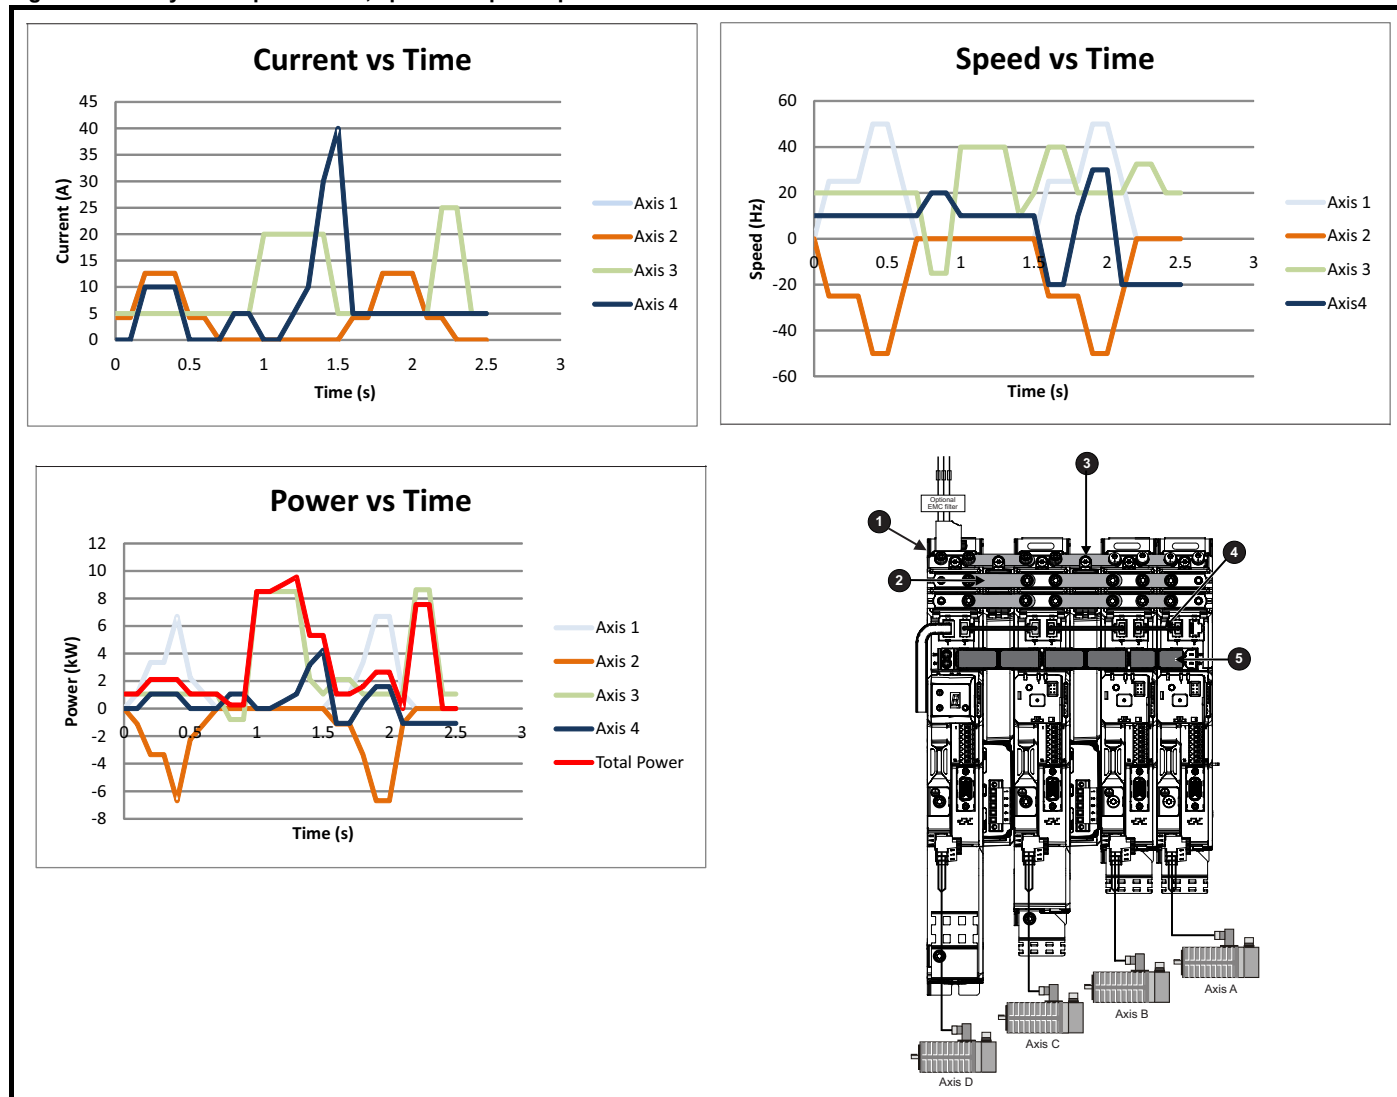 Current vs Time
45
40
35
30
25
20
15
10
5
0
0 0.5 1 1.5 2 2.5 3
Current (A)
Time (s)
Axis 1
Axis 2
Axis 3
Axis 4
Speed vs Time
60
40
20
0
-20
-40
-60
0 0.5 1 1.5 2 2.5 3
Speed (Hz)
Time (s)
Axis 1
Axis 2
Axis 3
Axis4
Power vs Time
12
10
8
6
4
2
0
-2
-4
-6
-8
0 0.5 1 1.5 2 2.5 3
Power (kW)
Time (s)
Axis 1
Axis 2
Axis 3
Axis 4
Total Power
Optional
EMC filter
1
2
3
4
5
Axis A
Axis B
Axis C
Axis D